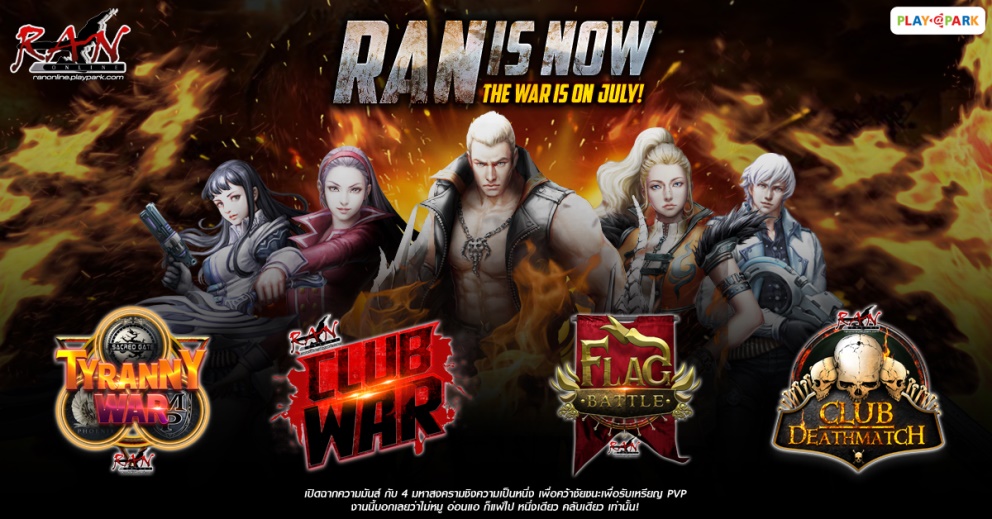 RAN
ONLINE
ranonline.playpark.com
PLAY@PARK
RAN IS NOW
THE WAR IS ON JULY!
SACRED GATE
TYRANNY
WAR
RAN
RAN
CLUB
WAR
FLAG
BATTLE
RAN
RAN
CLUB
DEATHMATCH
เปิดฉากความมันส์ กับ 4 มหาสงครามชิงความเป็นหนึ่ง เพื่อคว้าชัยชนะเพื่อรับเหรียญ PVP
งานนี้บอกเลยว่าไม่หมู อ่อนแอ ก็แพ้ไป หนึ่งเดียว คลับเดียว เท่านั้น!